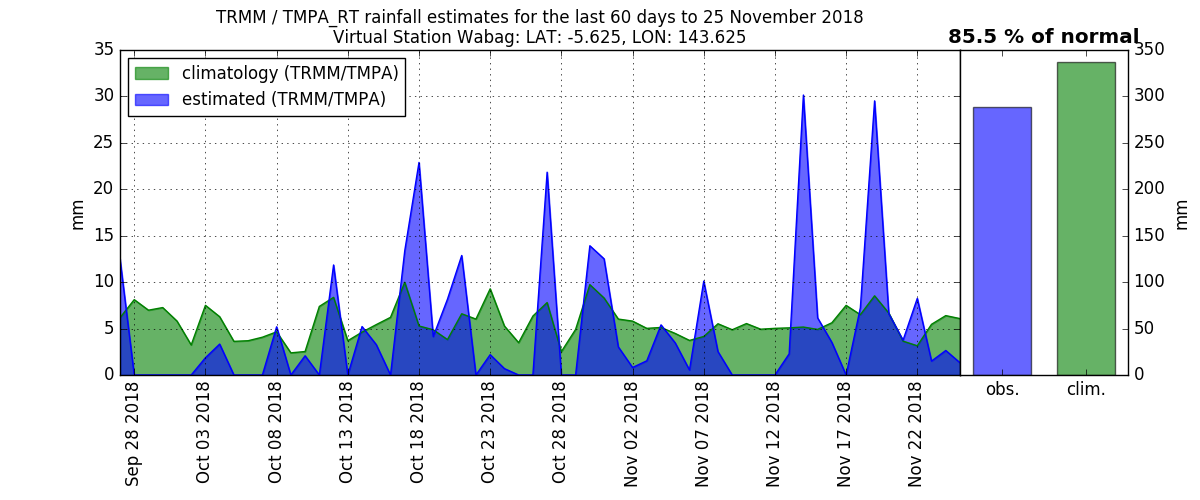 TRMM / TMPA_RT rainfall estimates for the last 60 days to 25 November 2018
Virtual Station Wabag: LAT: -5.625, LON: 143.625
85.5 % of normal
climatology (TRMM/TMPA)
estimated (TRMM/TMPA)
mm
35
30
25
20
15
10
5
0
Sep 28 2018
Oct 03 2018
Oct 08 2018
Oct 13 2018
Oct 18 2018
Oct 23 2018
Oct 28 2018
Nov 02 2018
Nov 07 2018
Nov 12 2018
Nov 17 2018
Nov 22 2018
obs.
clim.
350
300
250
200
150
100
50
0
mm